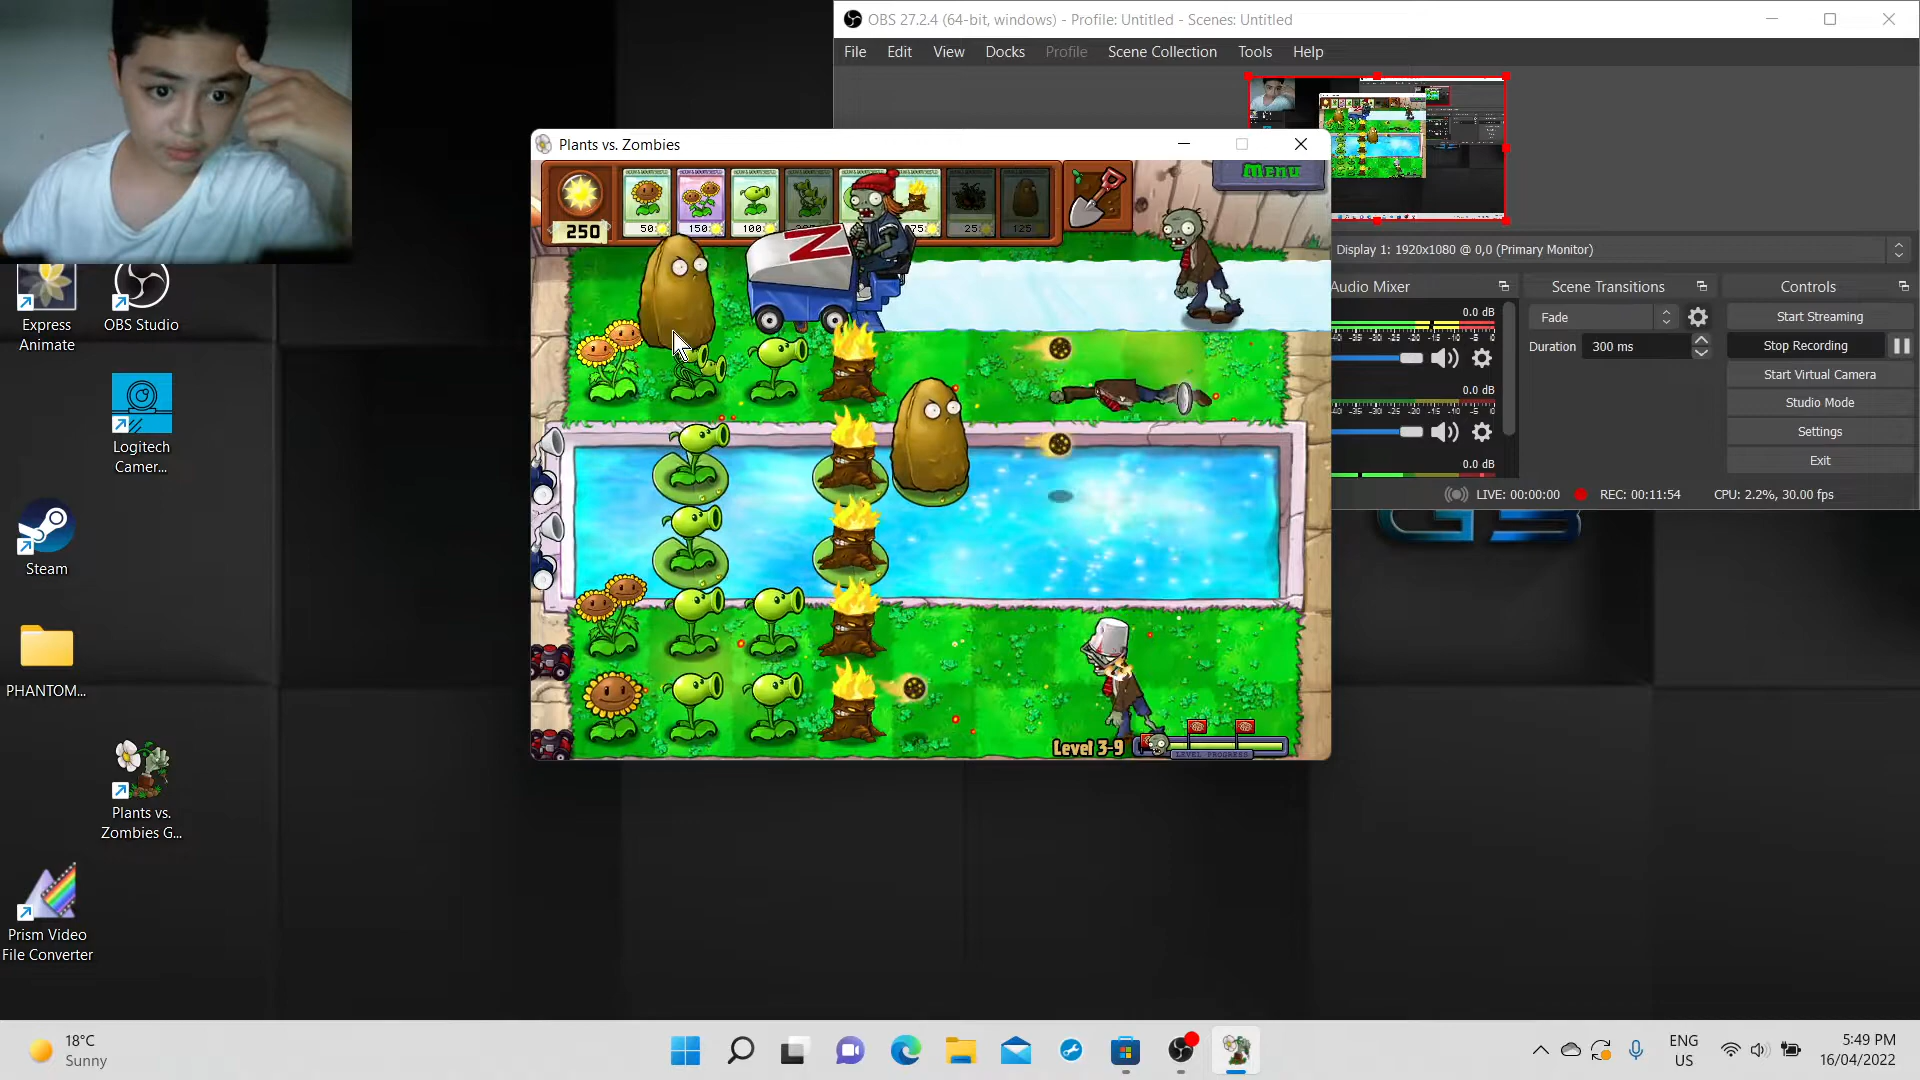 OBS 27.2.4 (64-bit, windows) - Profile: Untitled - Scenes: Untitled
File Edit View Docks Profile Scene Collection Tools Help
Plants vs. Zombies
Menu
250
50
150
100
75
25
125
Display 1: 1920x1080 @ 0,0 (Primary Monitor)
Audio Mixer
Scene Transitions
Controls
0.0 dB
0.0 dB
0.0 dB
Fade
Duration 300 ms
Start Streaming
Stop Recording
Start Virtual Camera
Studio Mode
Settings
Exit
LIVE: 00:00:00 REC: 00:11:54 CPU: 2.2%, 30.00 fps
Express
Animate
OBS Studio
Logitech
Camer...
Steam
PHANTOM...
Plants vs.
Zombies G...
Prism Video
File Converter
Level 3-9
LEVEL PROGRESS
18°C
Sunny
ENG
US
5:49 PM
16/04/2022